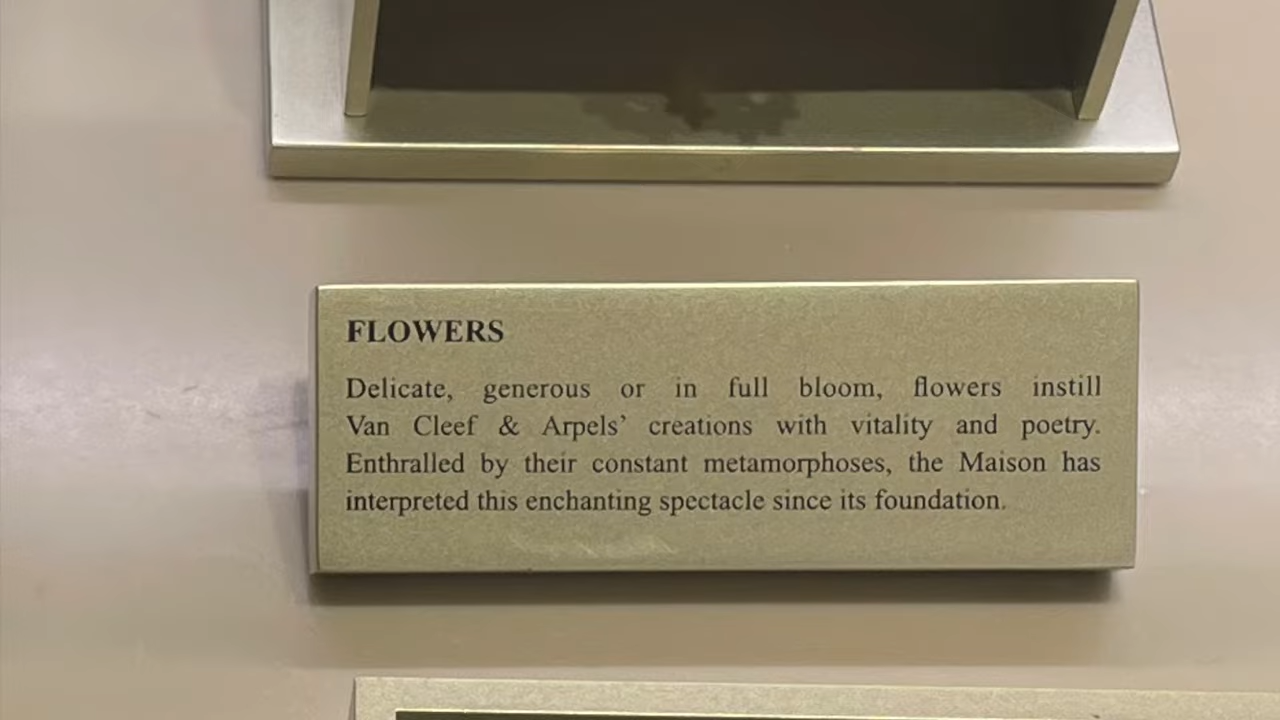 FLOWERS
Delicate, generous or in full bloom, flowers instill
Van Cleef & Arpels’ creations with vitality and poetry.
Enthralled by their constant metamorphoses, the Maison has
interpreted this enchanting spectacle since its foundation.